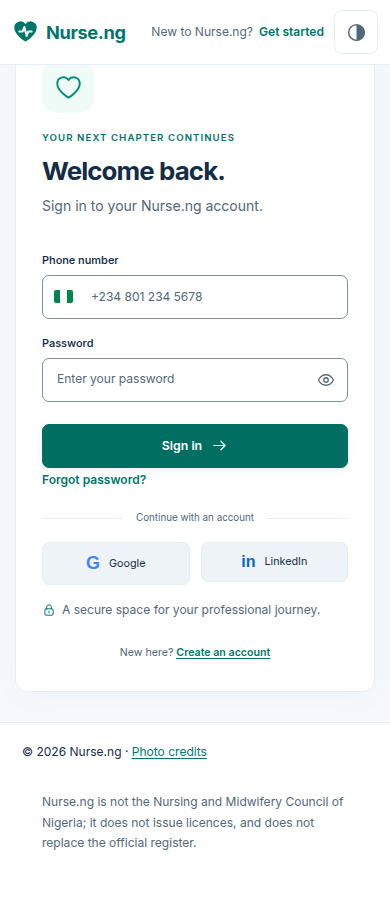 Nurse.ng
New to Nurse.ng? Get started
YOUR NEXT CHAPTER CONTINUES
Welcome back.
Sign in to your Nurse.ng account.
Phone number
+234 801 234 5678
Password
Enter your password
Sign in →
Forgot password?
Continue with an account
G Google
in LinkedIn
A secure space for your professional journey.
New here? Create an account
© 2026 Nurse.ng · Photo credits
Nurse.ng is not the Nursing and Midwifery Council of
Nigeria; it does not issue licences, and does not
replace the official register.